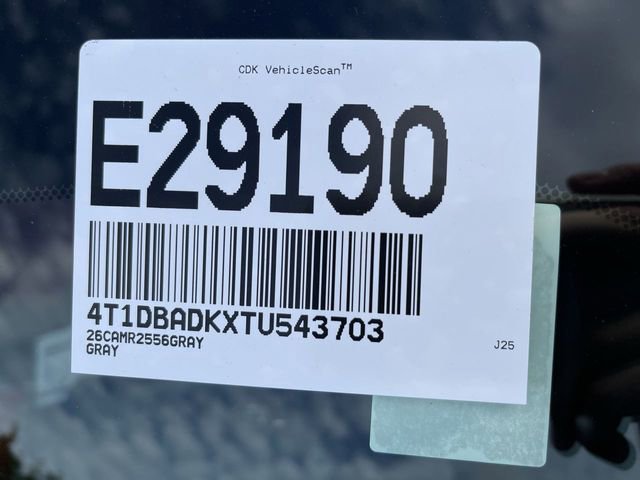 CDK VehicleScan™
E29190
4T1DBADKXTU543703
26CAMR2556GRAY
GRAY
J25